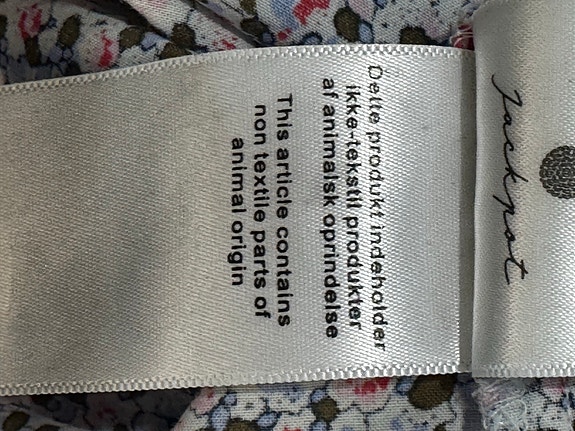 Jackpot
Dette produkt indeholder
ikke-tekstil produkter
af animalsk oprindelse
This article contains
non textile parts of
animal origin